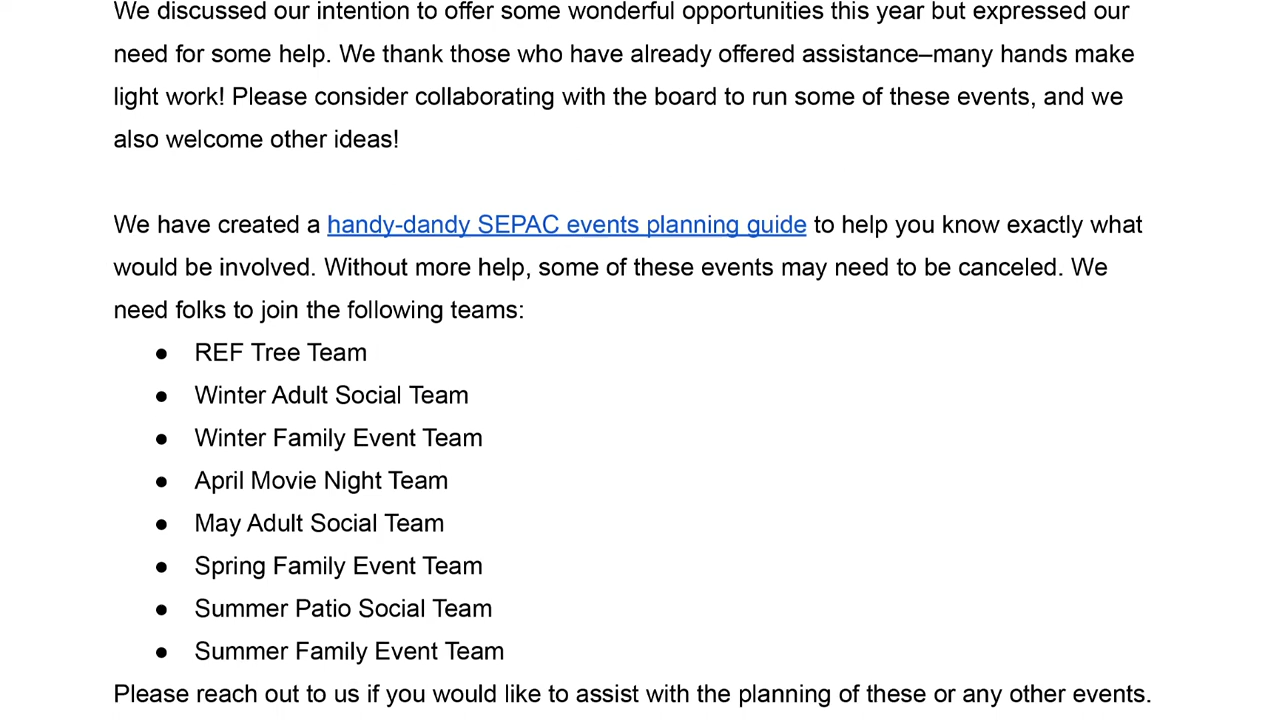 We discussed our intention to offer some wonderful opportunities this year but expressed our
need for some help. We thank those who have already offered assistance–many hands make
light work! Please consider collaborating with the board to run some of these events, and we
also welcome other ideas!
We have created a handy-dandy SEPAC events planning guide to help you know exactly what
would be involved. Without more help, some of these events may need to be canceled. We
need folks to join the following teams:
● REF Tree Team
● Winter Adult Social Team
● Winter Family Event Team
● April Movie Night Team
● May Adult Social Team
● Spring Family Event Team
● Summer Patio Social Team
● Summer Family Event Team
Please reach out to us if you would like to assist with the planning of these or any other events.